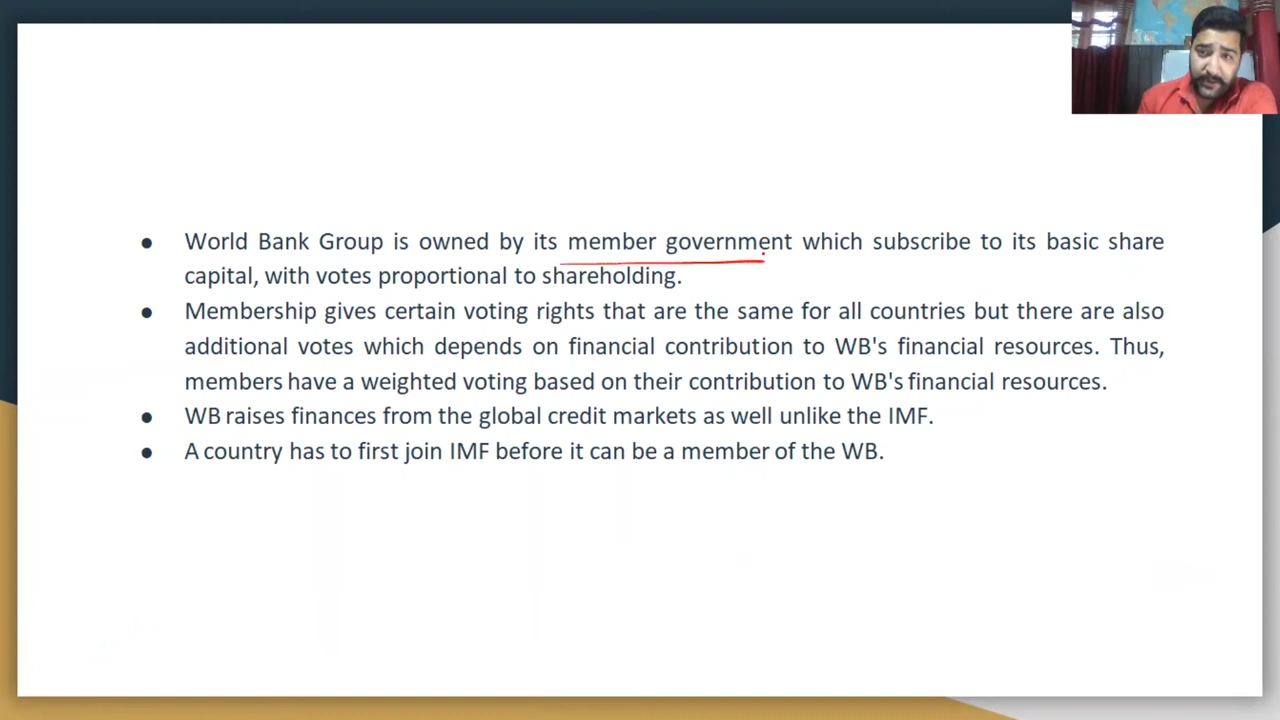 ● World Bank Group is owned by its member government which subscribe to its basic share
capital, with votes proportional to shareholding.
● Membership gives certain voting rights that are the same for all countries but there are also
additional votes which depends on financial contribution to WB's financial resources. Thus,
members have a weighted voting based on their contribution to WB's financial resources.
● WB raises finances from the global credit markets as well unlike the IMF.
● A country has to first join IMF before it can be a member of the WB.